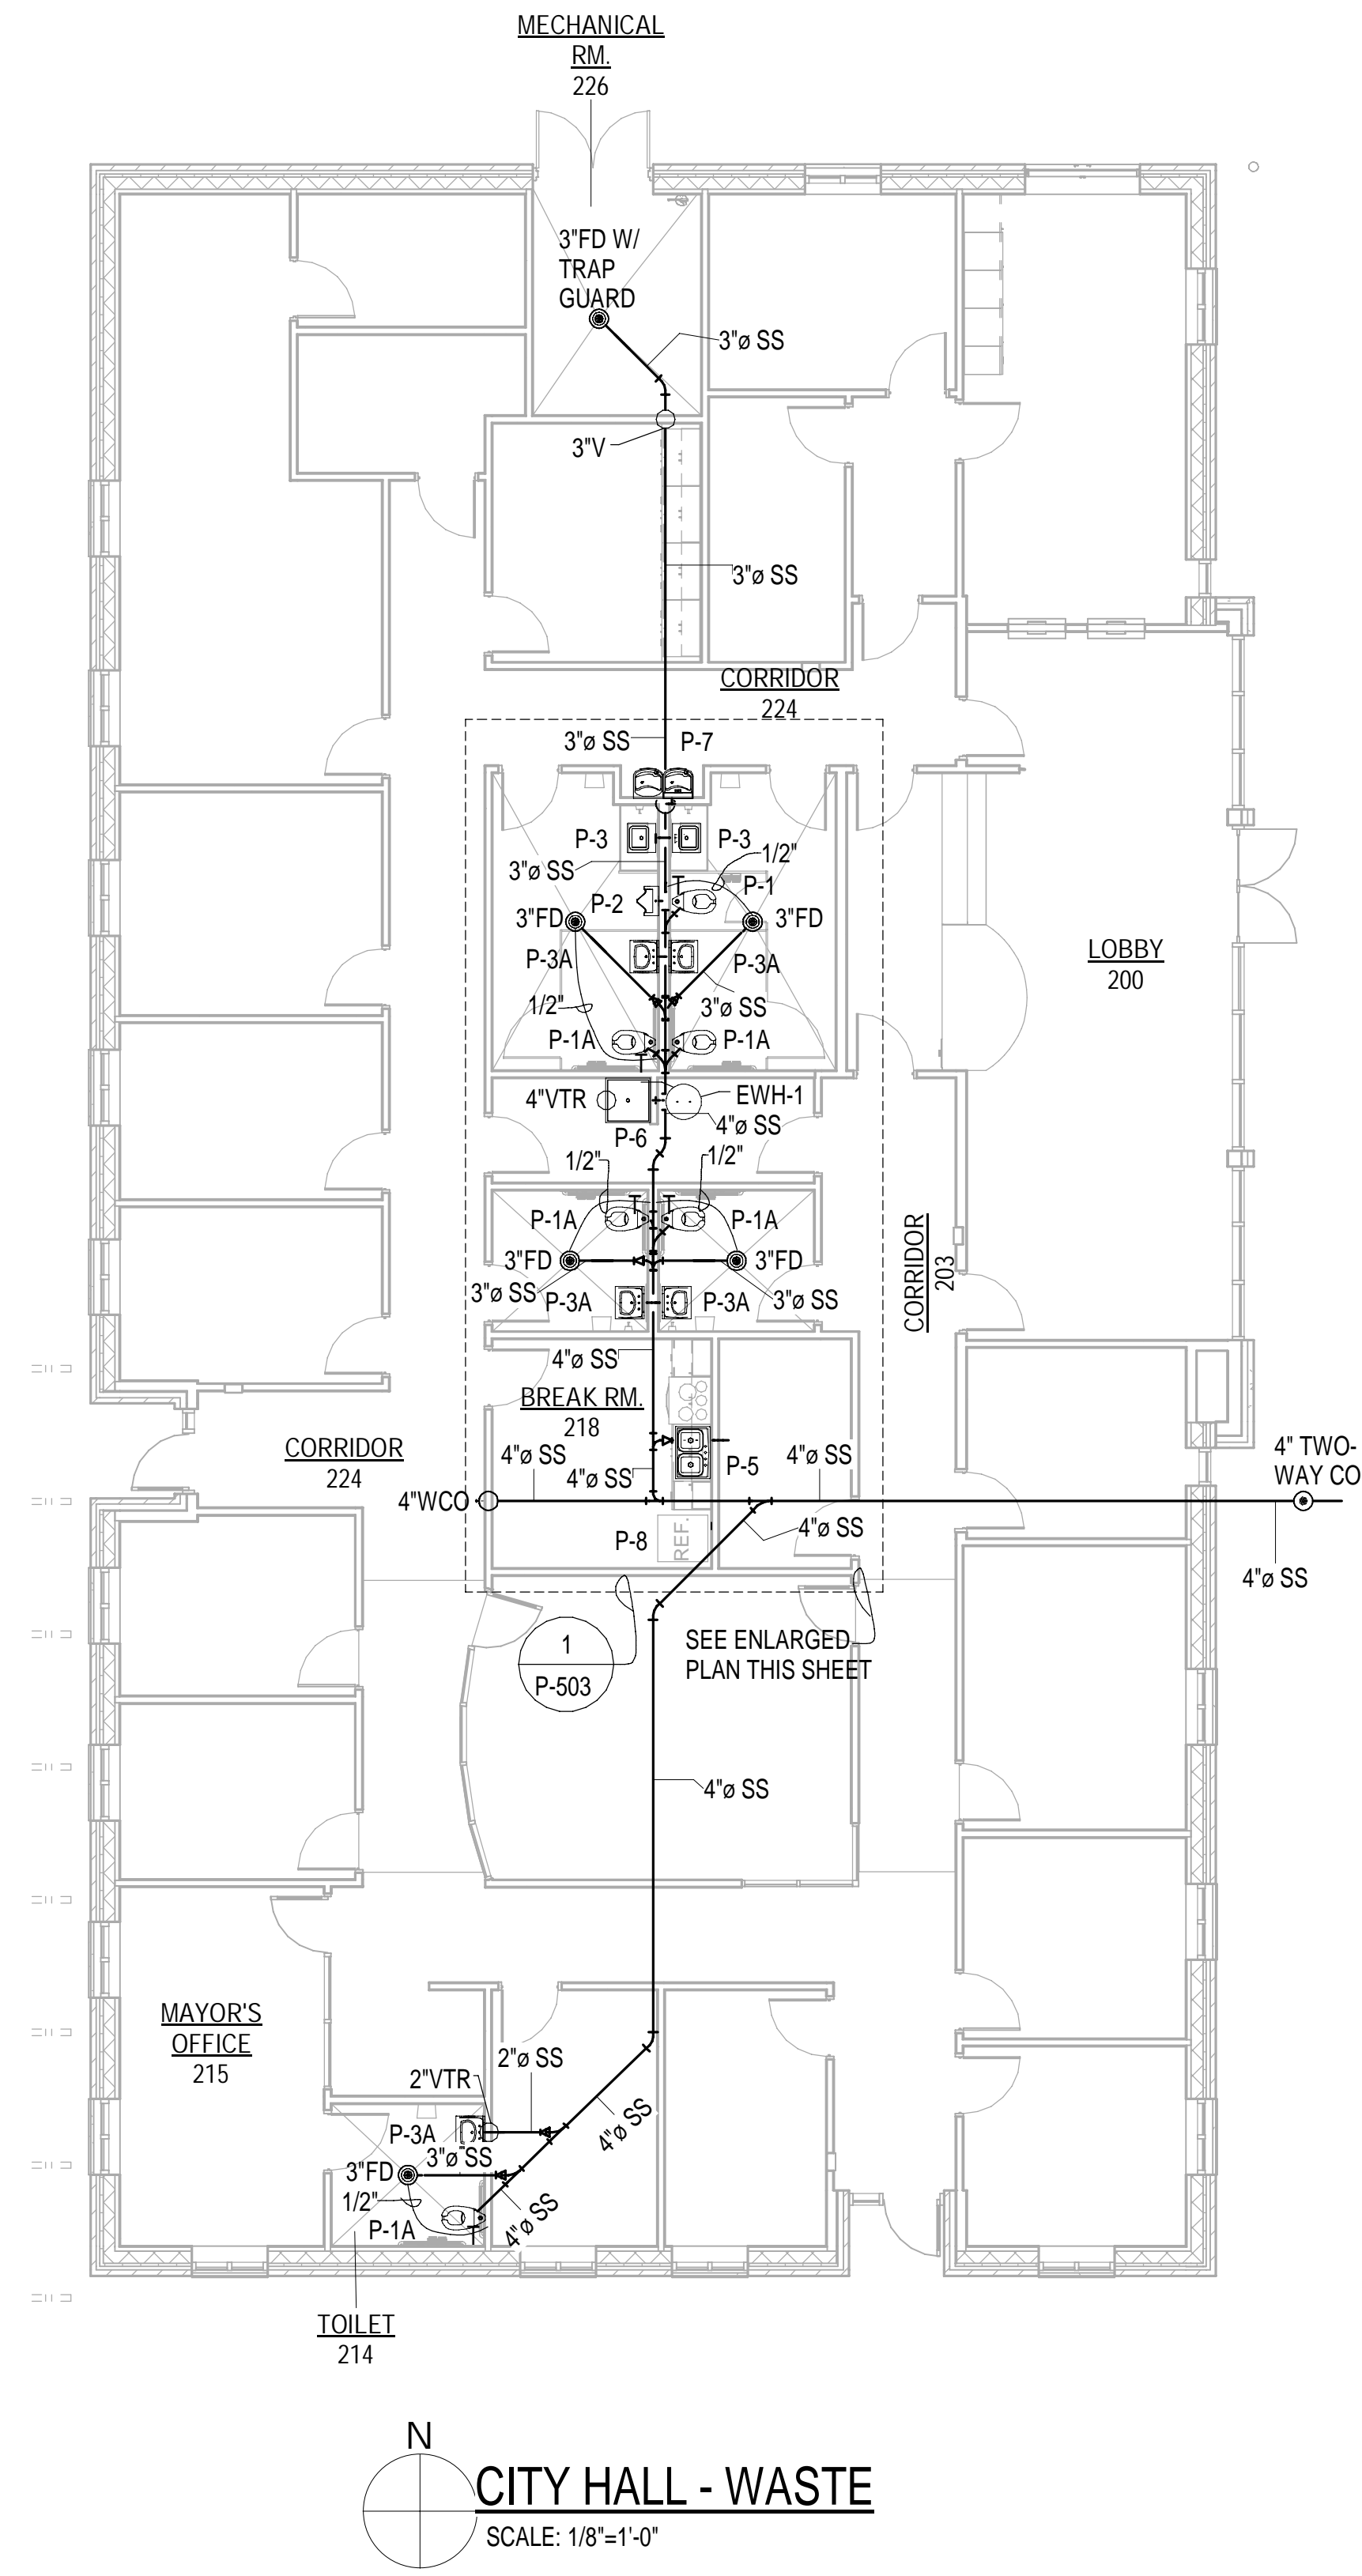 MECHANICAL
RM.
226
3"FD W/
TRAP
GUARD
3"ø SS
3"V
3"ø SS
CORRIDOR
224
3"ø SS
P-7
P-3
P-3
1/2"
3"ø SS
T
P-1
P-2
3"FD
3"FD
P-3A
P-3A
1/2"
3"ø SS
P-1A
P-1A
T
4"VTR
EWH-1
4"ø SS
P-6
1/2"
1/2"
T
T
P-1A
P-1A
3"FD
3"FD
3"ø SS
P-3A
P-3A
3"ø SS
LOBBY
200
CORRIDOR
203
4"ø SS
BREAK RM.
218
CORRIDOR
224
4"ø SS
4"ø SS
P-5
4"ø SS
4" TWO-
WAY CO
4"WCO
P-8
REF.
4"ø SS
4"ø SS
1
P-503
SEE ENLARGED
PLAN THIS SHEET
4"ø SS
MAYOR'S
OFFICE
215
2"ø SS
2"VTR
4"ø SS
P-3A
3"ø SS
3"FD
1/2"
P-1A
T
4"ø SS
TOILET
214
N
CITY HALL - WASTE
SCALE: 1/8"=1'-0"